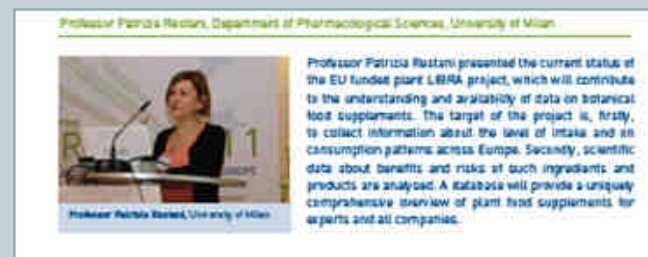 Professor Patrizia Restani, Department of Pharmacological Sciences, University of Milan
Professor Patrizia Restani presented the current status of
the EU funded plant LIBRA project, which will contribute
to the understanding and availability of data on botanical
food supplements. The target of the project is, firstly,
to collect information about the level of intake and on
consumption patterns across Europe. Secondly, scientific
data about benefits and risks of such ingredients and
products are analysed. A database will provide a uniquely
comprehensive overview of plant food supplements for
experts and all companies.
R 11
Professor Patrizia Restani, University of Milan